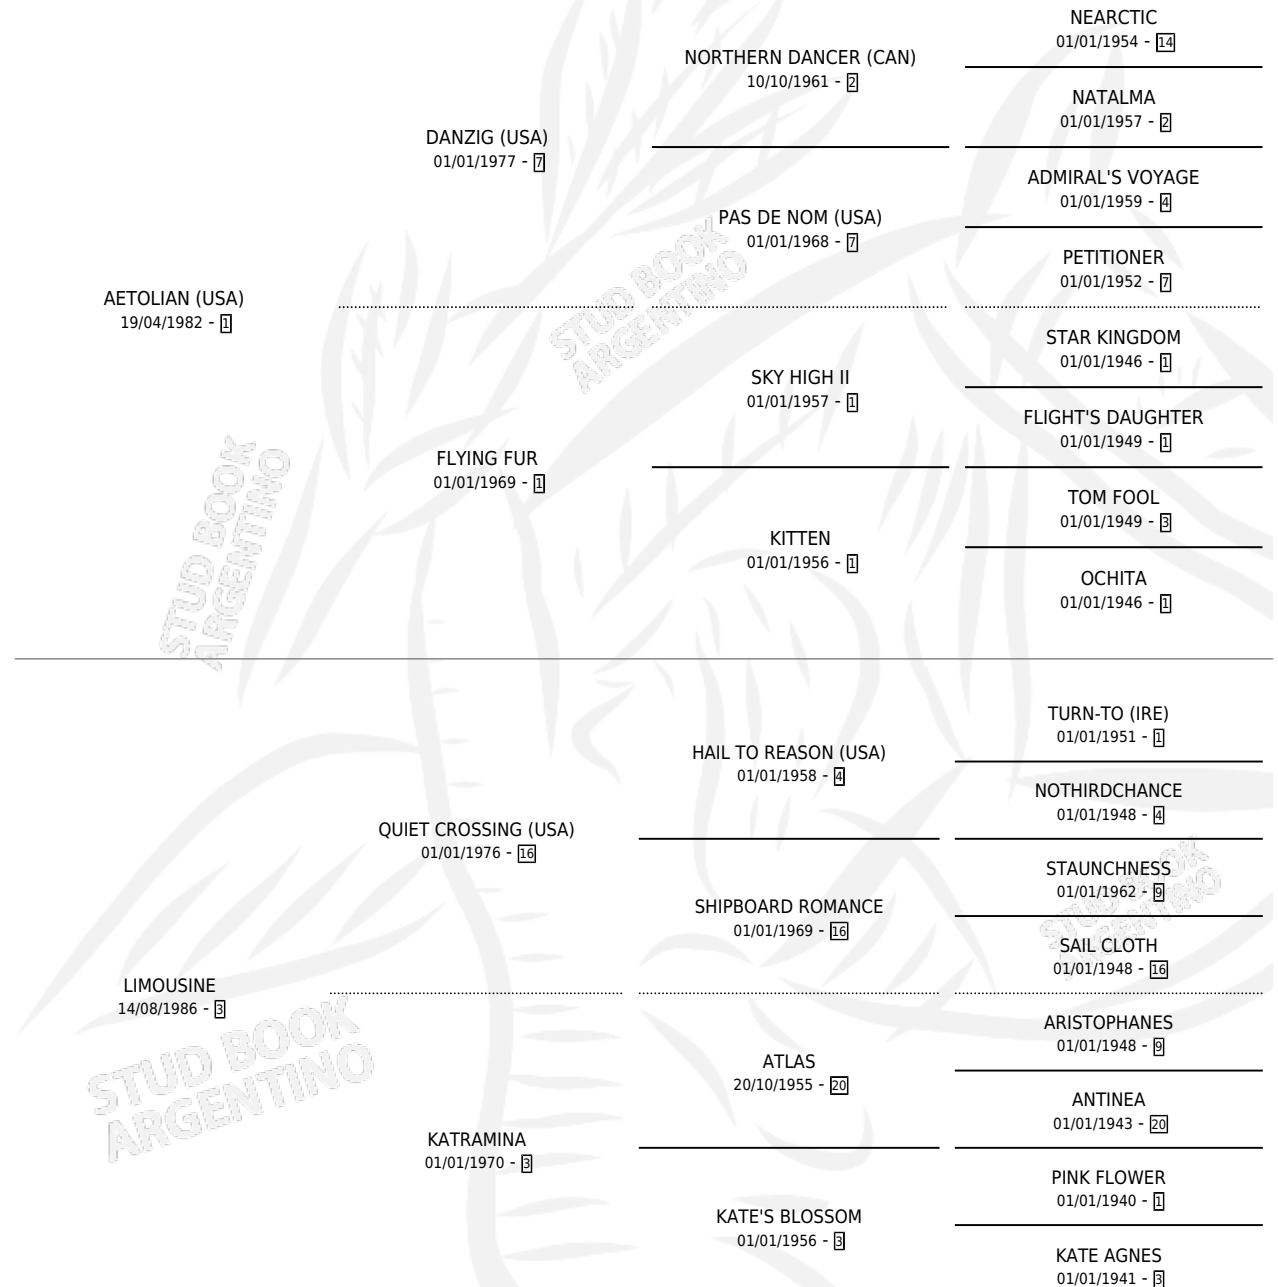 NEARCTIC
01/01/1954 - 14
NORTHERN DANCER (CAN)
10/10/1961 - 2
NATALMA
01/01/1957 - 2
DANZIG (USA)
01/01/1977 - 7
ADMIRAL'S VOYAGE
01/01/1959 - 4
PAS DE NOM (USA)
01/01/1968 - 7
PETITIONER
01/01/1952 - 7
AETOLIAN (USA)
19/04/1982 - 1
STUD BOOK
ARGENTINO
STAR KINGDOM
01/01/1946 - 1
SKY HIGH II
01/01/1957 - 1
FLIGHT'S DAUGHTER
01/01/1949 - 1
FLYING FUR
01/01/1969 - 1
TOM FOOL
01/01/1949 - 3
KITTEN
01/01/1956 - 1
OCHITA
01/01/1946 - 1
STUD BOOK
ARGENTINO
TURN-TO (IRE)
01/01/1951 - 1
HAIL TO REASON (USA)
01/01/1958 - 4
NOTHIRDCHANCE
01/01/1948 - 4
QUIET CROSSING (USA)
01/01/1976 - 16
STAUNCHNESS
01/01/1962 - 9
SHIPBOARD ROMANCE
01/01/1969 - 16
SAIL CLOTH
01/01/1948 - 16
STUD BOOK
ARGENTINO
LIMOUSINE
14/08/1986 - 3
ARISTOPHANES
01/01/1948 - 9
ATLAS
20/10/1955 - 20
ANTINEA
01/01/1943 - 20
STUD BOOK
ARGENTINO
KATRAMINA
01/01/1970 - 3
PINK FLOWER
01/01/1940 - 1
KATE'S BLOSSOM
01/01/1956 - 3
KATE AGNES
01/01/1941 - 3